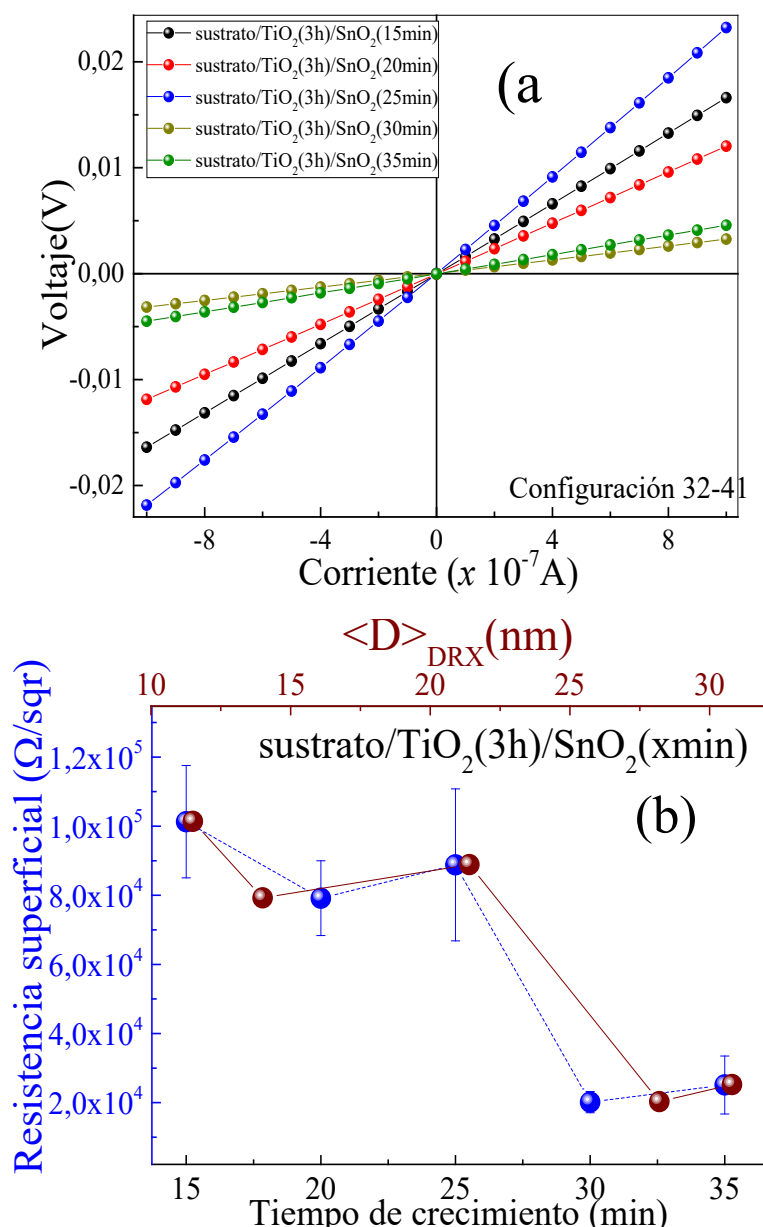 sustrato/TiO₂(3h)/SnO₂(15min)
sustrato/TiO₂(3h)/SnO₂(20min)
sustrato/TiO₂(3h)/SnO₂(25min)
sustrato/TiO₂(3h)/SnO₂(30min)
sustrato/TiO₂(3h)/SnO₂(35min)
(a
0,02
0,01
0,00
-0,01
-0,02
Voltaje(V)
Configuración 32-41
-8 -4 0 4 8
Corriente (x 10⁻⁷A)
<D>DRX(nm)
10 15 20 25 30
sustrato/TiO₂(3h)/SnO₂(xmin)
(b)
1,2x10⁵
1,0x10⁵
8,0x10⁴
6,0x10⁴
4,0x10⁴
2,0x10⁴
Resistencia superficial (Ω/sqr)
15 20 25 30 35
Tiempo de crecimiento (min)